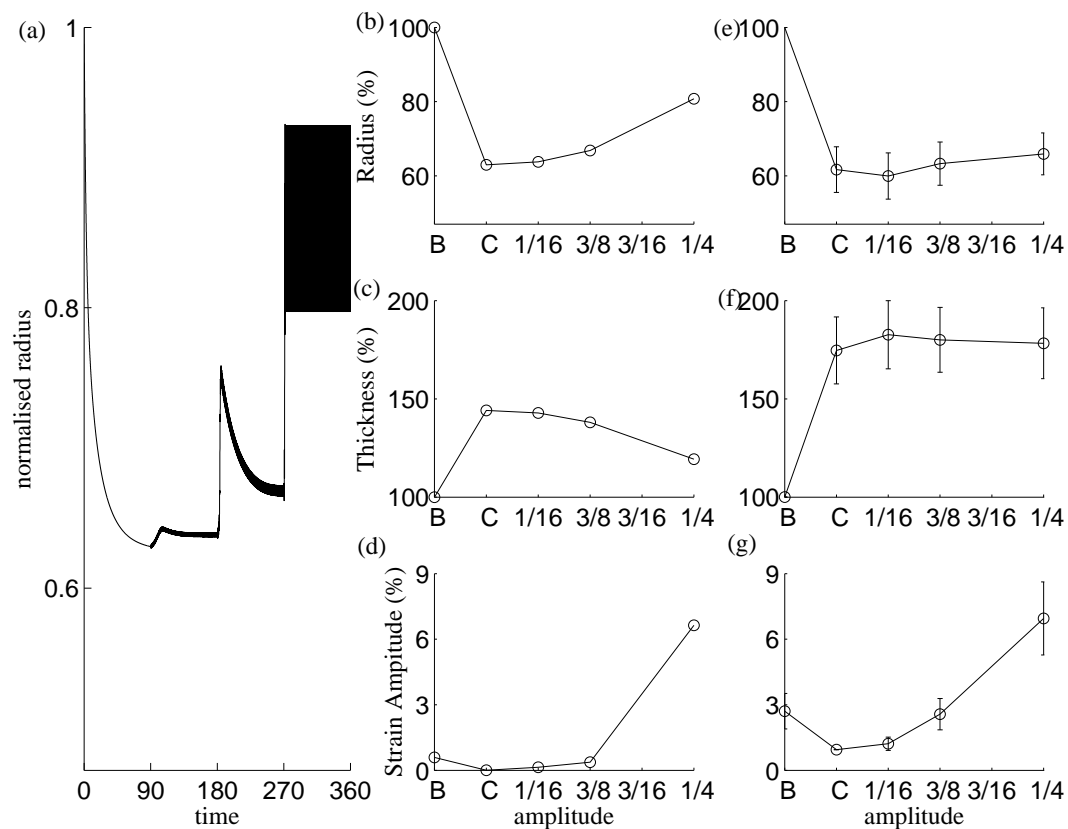 (a)
1
0.8
0.6
normalised radius
0 90 180 270 360
time
(b)
100
80
60
Radius (%)
B C 1/16 3/8 3/16 1/4
(c)
200
150
100
Thickness (%)
B C 1/16 3/8 3/16 1/4
(d)
9
6
3
0
Strain Ampitude (%)
B C 1/16 3/8 3/16 1/4
amplitude
(e)
100
80
60
B C 1/16 3/8 3/16 1/4
(f)
200
150
100
B C 1/16 3/8 3/16 1/4
(g)
9
6
3
0
B C 1/16 3/8 3/16 1/4
amplitude